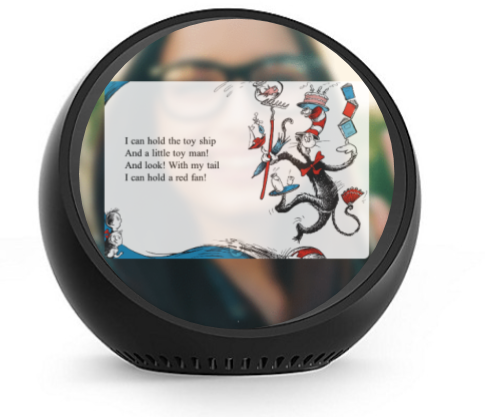 I can hold the toy ship
And a little toy man!
And look! With my tail
I can hold a red fan!